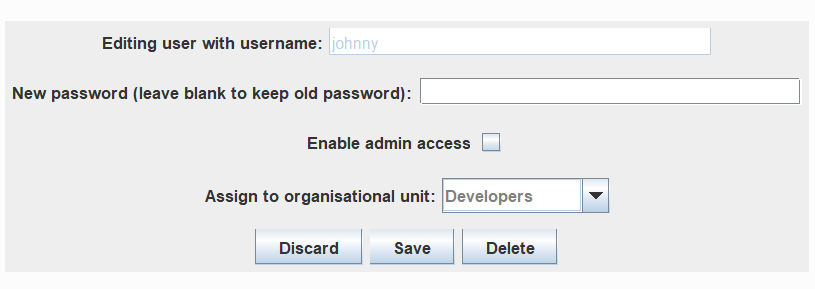 Editing user with username: johnny
New password (leave blank to keep old password):
Enable admin access
Assign to organisational unit: Developers
Discard Save Delete